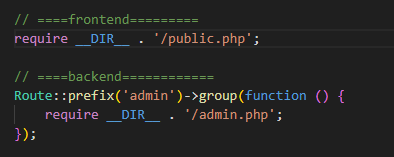 // ====frontend=========
require __DIR__ . '/public.php';
// ====backend============
Route::prefix('admin')->group(function () {
require __DIR__ . '/admin.php';
});